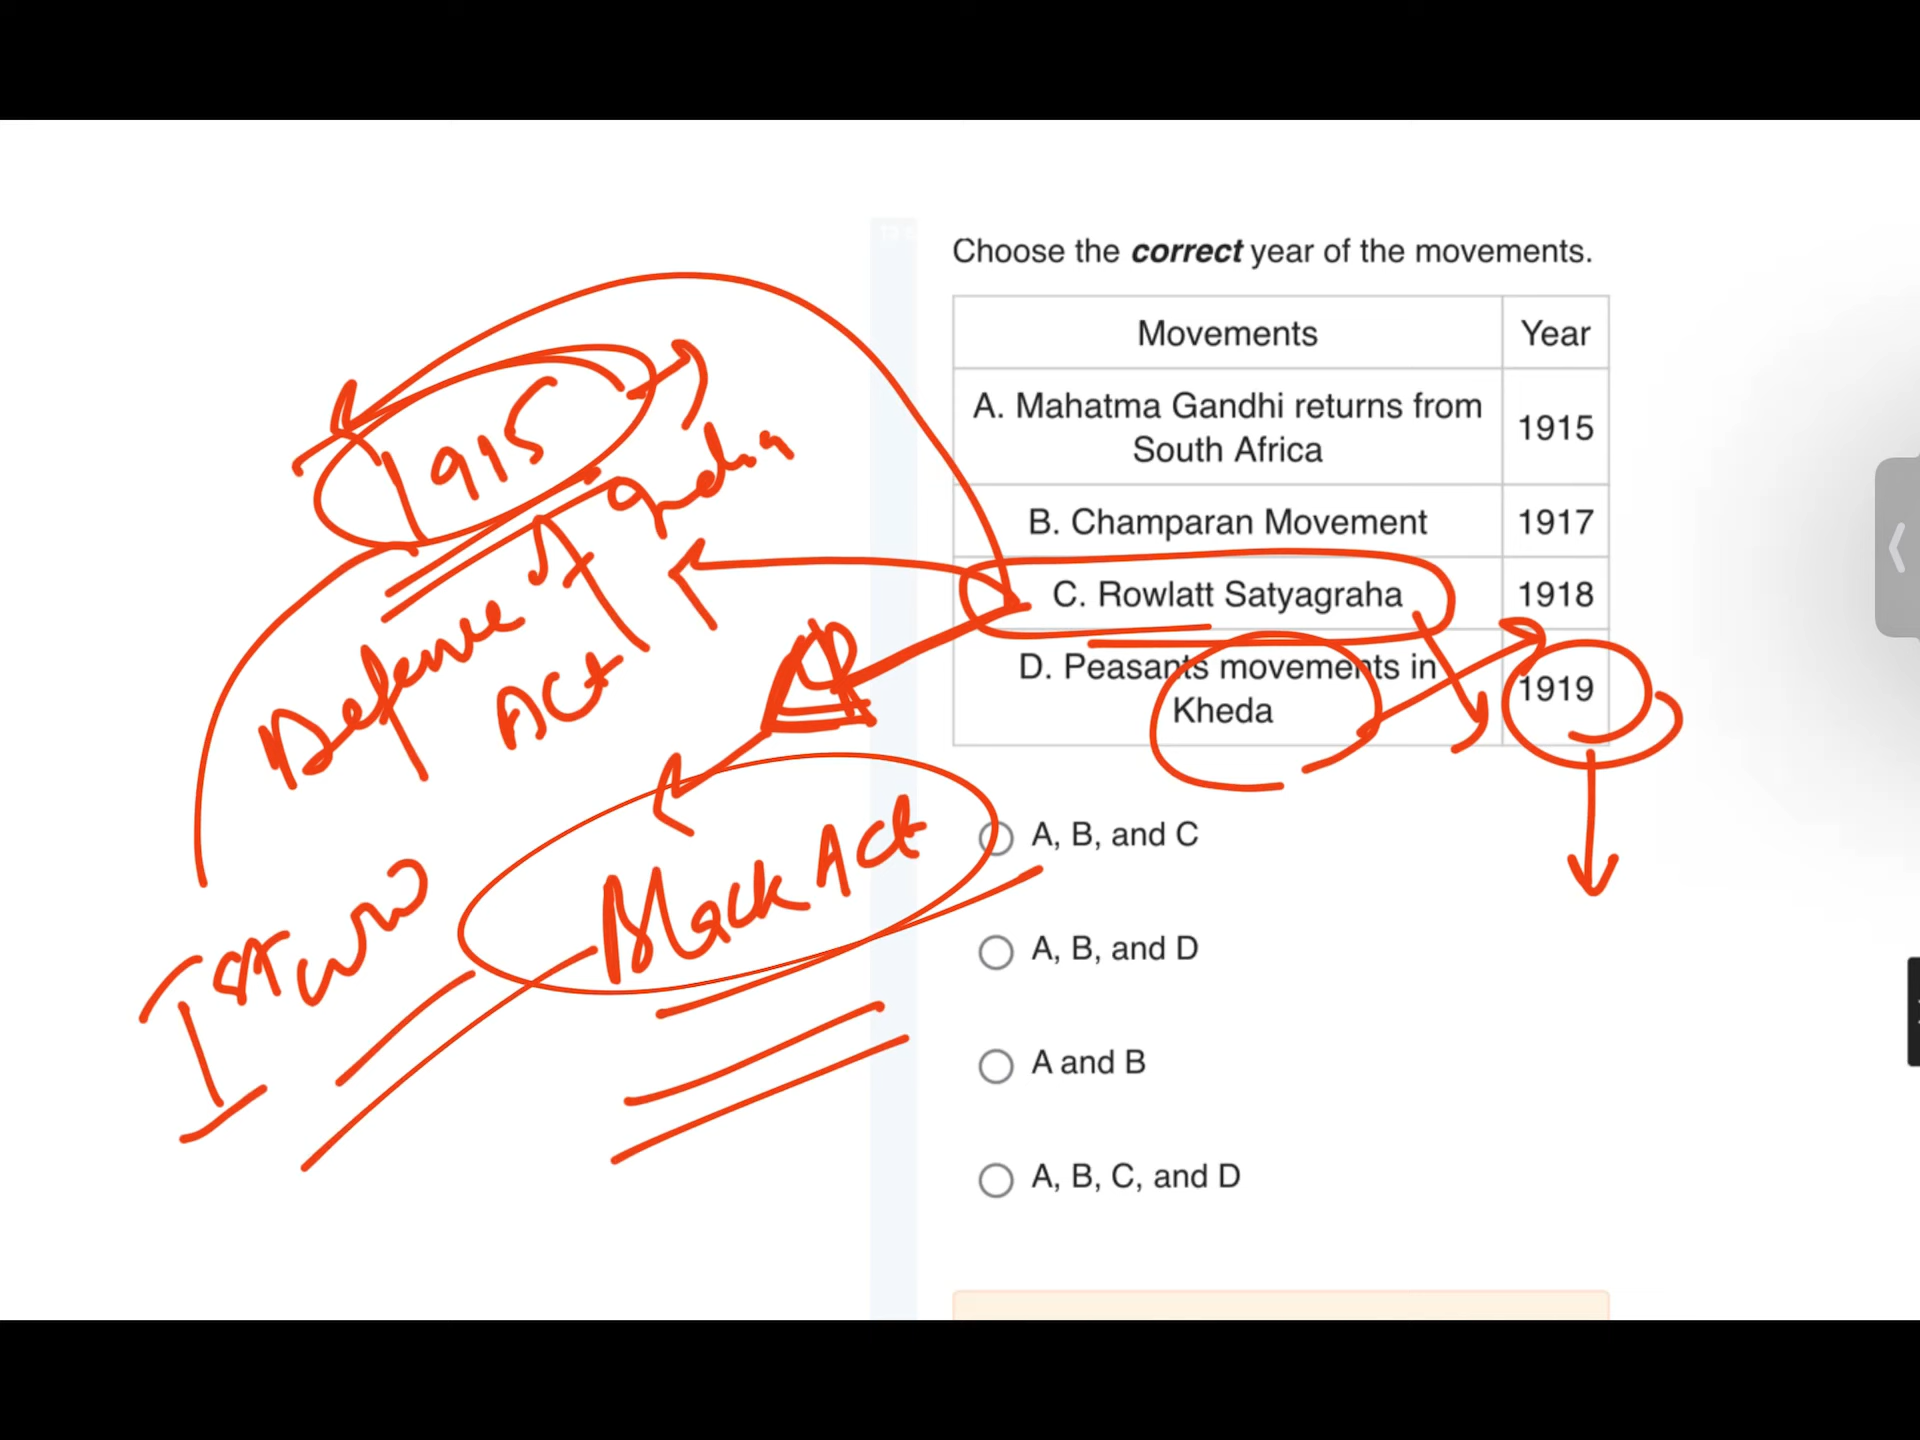 Choose the correct year of the movements.
Movements Year
A. Mahatma Gandhi returns from South Africa 1915
B. Champaran Movement 1917
C. Rowlatt Satyagraha 1918
D. Peasants movements in Kheda 1919
A, B, and C
A, B, and D
A and B
A, B, C, and D
1915
Defence of India
Act
Black Act
Ist WW